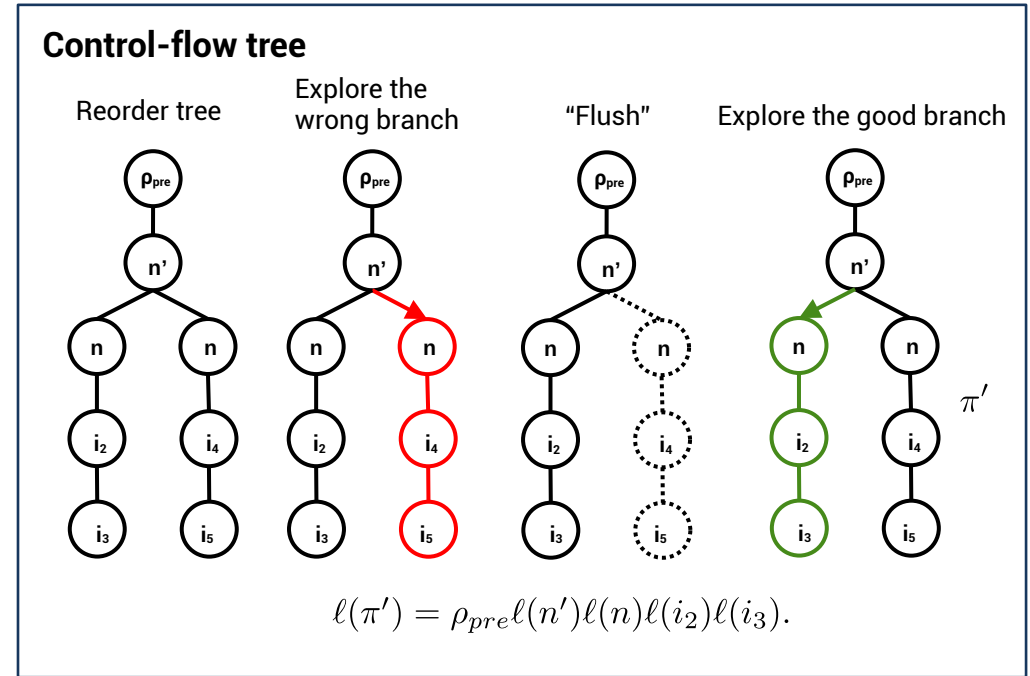 Control-flow tree
Reorder tree
Explore the
wrong branch
“Flush”
Explore the good branch
ρpre
ρpre
ρpre
ρpre
n’
n’
n’
n’
n
n
n
n
n
n
n
n
π′
i₂
i₄
i₂
i₄
i₂
i₄
i₂
i₄
i₃
i₅
i₃
i₅
i₃
i₅
i₃
i₅
ℓ(π′) = ρpreℓ(n′)ℓ(n)ℓ(i₂)ℓ(i₃).